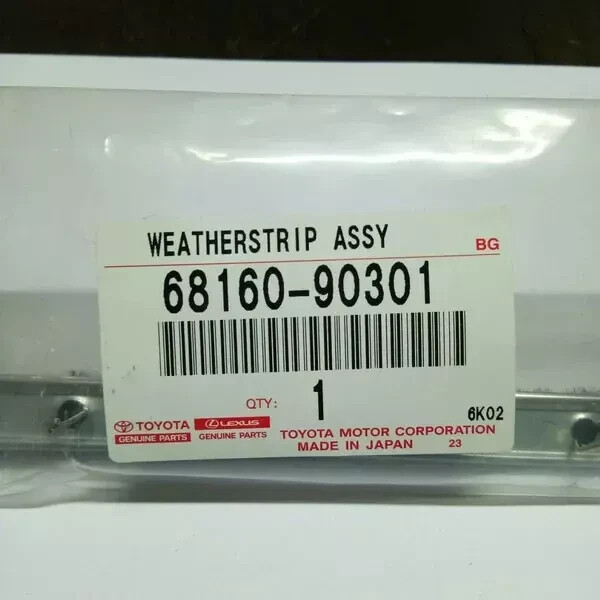 WEATHERSTRIP ASSY BG
68160-90301
QTY: 1 6K02
TOYOTA LEXUS
GENUINE PARTS GENUINE PARTS
TOYOTA MOTOR CORPORATION
MADE IN JAPAN 23